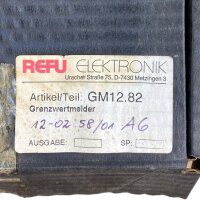 REFU ELEKTRONIK
Uracher Straße 75, D-7430 Metzingen 3
Artikel/Teil: GM12.82
Grenzwertmelder
12-02 58/01 AG
AUSGABE: SP: